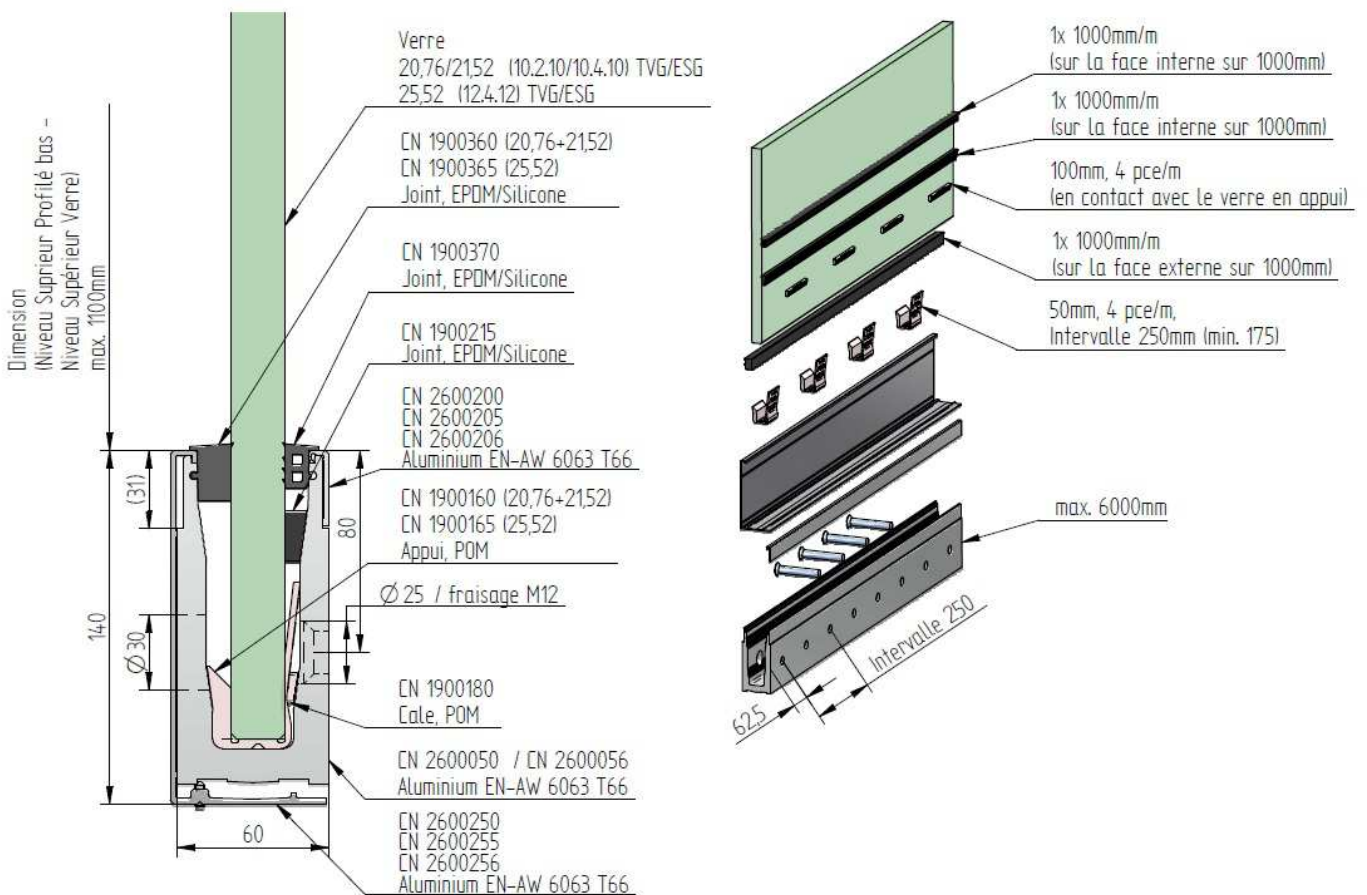 Verre
20,76/21,52 (10.2.10/10.4.10) TVG/ESG
25,52 (12.4.12) TVG/ESG
CN 1900360 (20,76+21,52)
CN 1900365 (25,52)
Joint, EPDM/Silicone
CN 1900370
Joint, EPDM/Silicone
CN 1900215
Joint, EPDM/Silicone
CN 2600200
CN 2600205
CN 2600206
Aluminium EN-AW 6063 T66
CN 1900160 (20,76+21,52)
CN 1900165 (25,52)
Appui, POM
Ø 25 / fraisage M12
CN 1900180
Cale, POM
CN 2600050 / CN 2600056
Aluminium EN-AW 6063 T66
CN 2600250
CN 2600255
CN 2600256
Aluminium EN-AW 6063 T66
Dimension
(Niveau Suprieur Profilé bas -
Niveau Supérieur Verre)
max. 1100mm
(31)
80
140
Ø30
60
1x 1000mm/m
(sur la face interne sur 1000mm)
1x 1000mm/m
(sur la face interne sur 1000mm)
100mm, 4 pce/m
(en contact avec le verre en appui)
1x 1000mm/m
(sur la face externe sur 1000mm)
50mm, 4 pce/m,
Intervalle 250mm (min. 175)
max. 6000mm
Intervalle 250
62,5